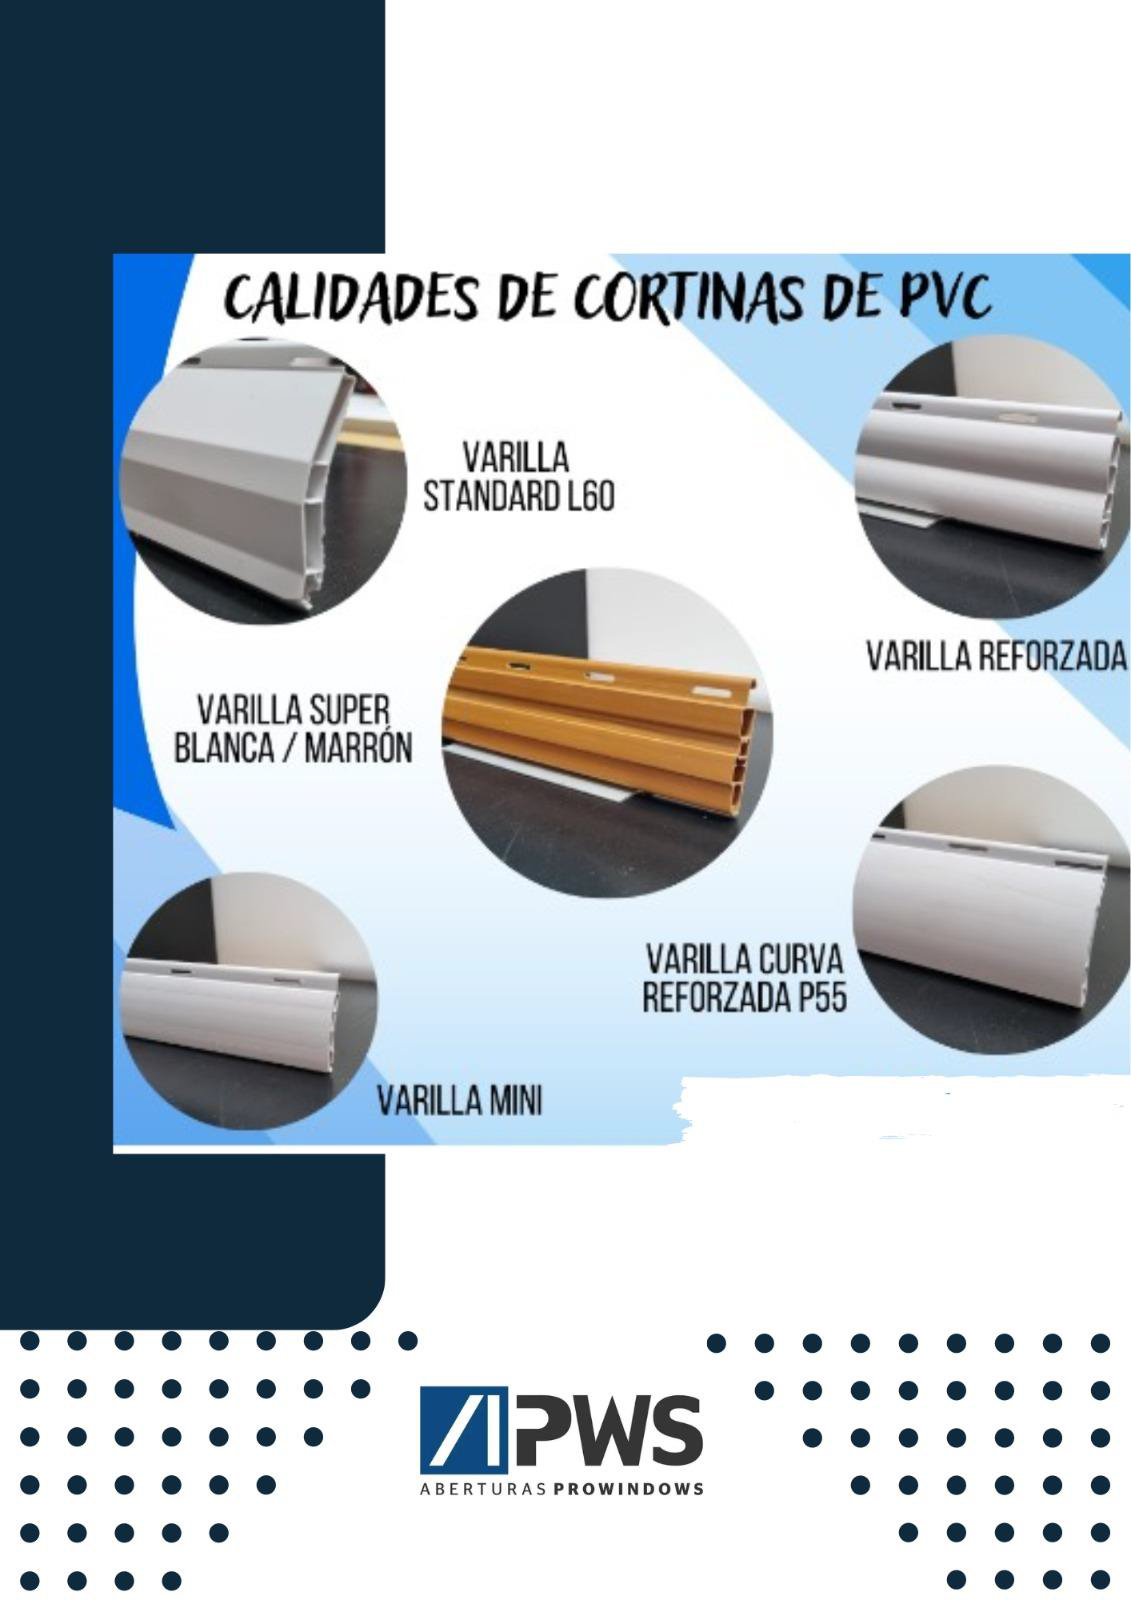 CALIDADES DE CORTINAS DE PVC
VARILLA
STANDARD L60
VARILLA REFORZADA
VARILLA SUPER
BLANCA / MARRÓN
VARILLA CURVA
REFORZADA P55
VARILLA MINI
PWS
ABERTURAS PROWINDOWS